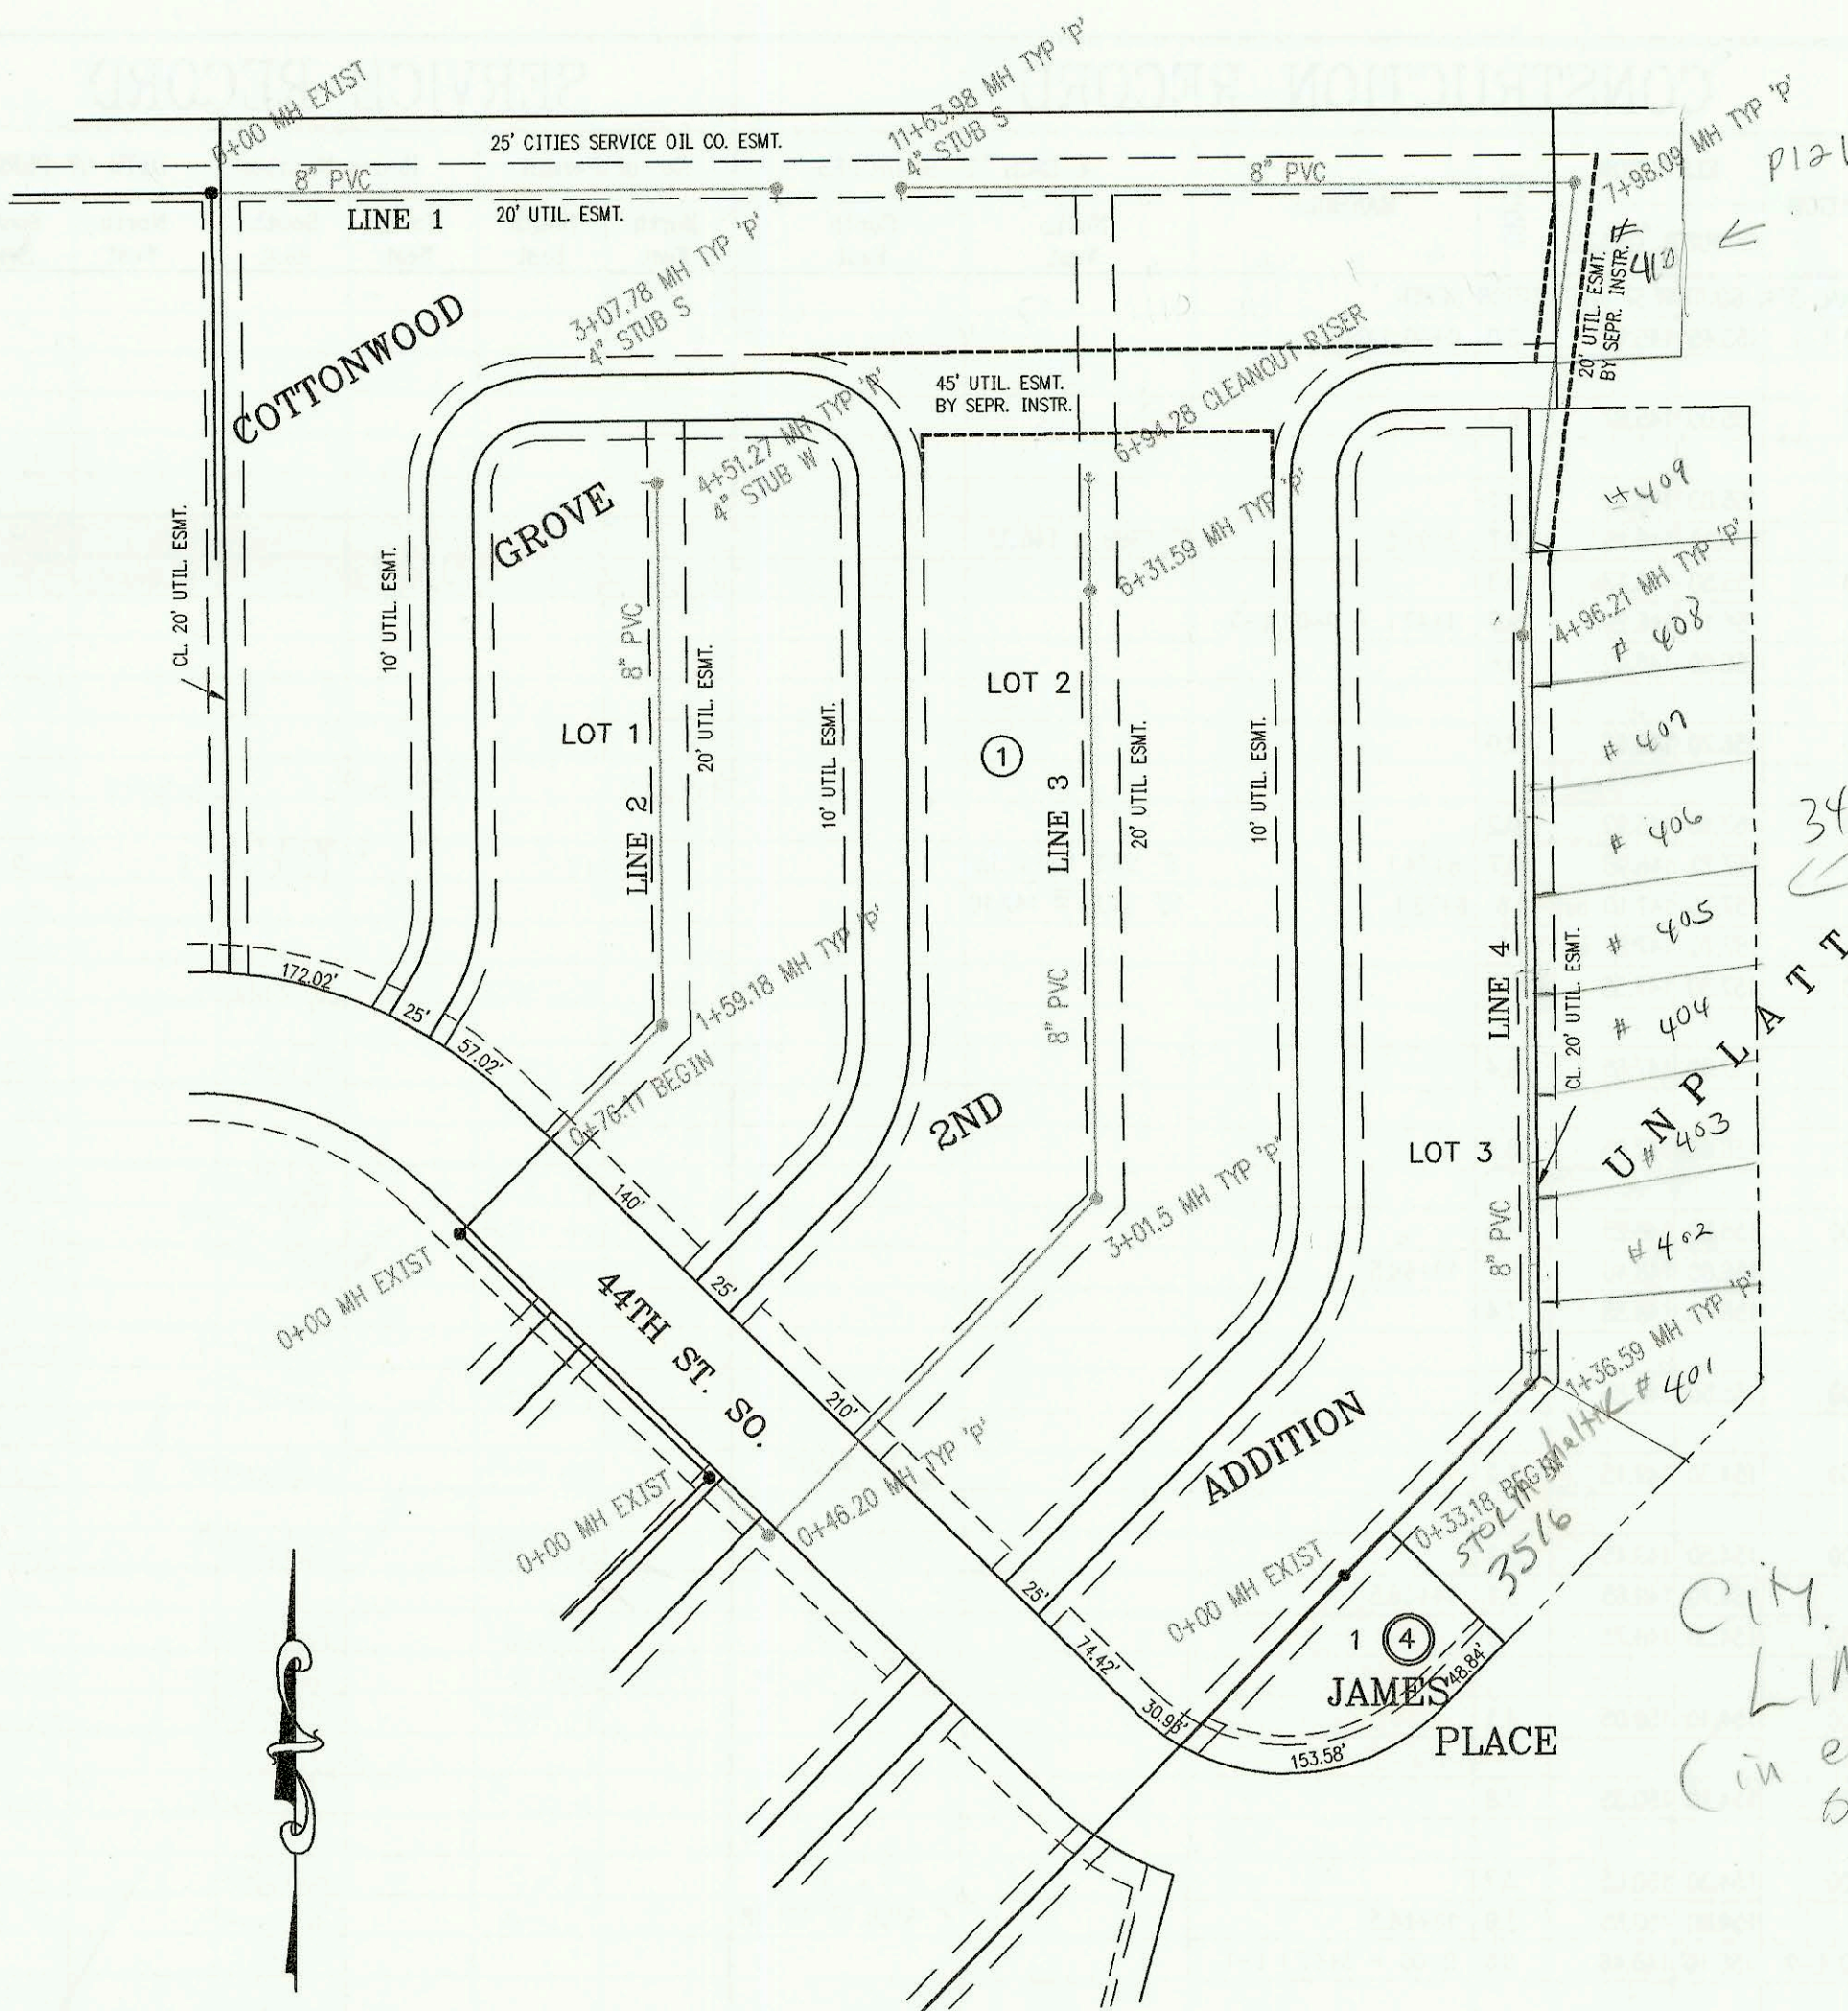 0+00 MH EXIST
25' CITIES SERVICE OIL CO. ESMT.
11+63.98 MH TYP 'P'
4" STUB S
7+98.09 MH TYP 'P'
8" PVC
8" PVC
LINE 1
20' UTIL. ESMT.
20' UTIL. ESMT.
BY SEPR. INSTR.
# 410
COTTONWOOD
3+07.78 MH TYP 'P'
4" STUB S
45' UTIL. ESMT.
BY SEPR. INSTR.
6+94.28 CLEANOUT RISER
GROVE
4+51.27 MH TYP 'P'
4" STUB W
# 409
6+31.59 MH TYP 'P'
4+96.21 MH TYP 'P'
# 408
CL. 20' UTIL. ESMT.
10' UTIL. ESMT.
8" PVC
20' UTIL. ESMT.
LOT 1
LINE 2
10' UTIL. ESMT.
LOT 2
1
LINE 3
20' UTIL. ESMT.
10' UTIL. ESMT.
# 407
# 406
34
# 405
# 404
# 403
# 402
# 401
LINE 4
CL. 20' UTIL. ESMT.
UNPLATT
172.02'
25'
57.02'
1+59.18 MH TYP 'P'
0+76.11 BEGIN
8" PVC
2ND
LOT 3
8" PVC
3+01.5 MH TYP 'P'
140'
25'
0+00 MH EXIST
44TH ST. SO.
210'
1+36.59 MH TYP 'P'
ADDITION
0+33.18 BEGIN
STORM shelter
3516
0+00 MH EXIST
0+46.20 MH TYP 'P'
0+00 MH EXIST
25'
74.42'
30.93'
1 4
48.84'
JAMES
PLACE
153.58'
City
(in